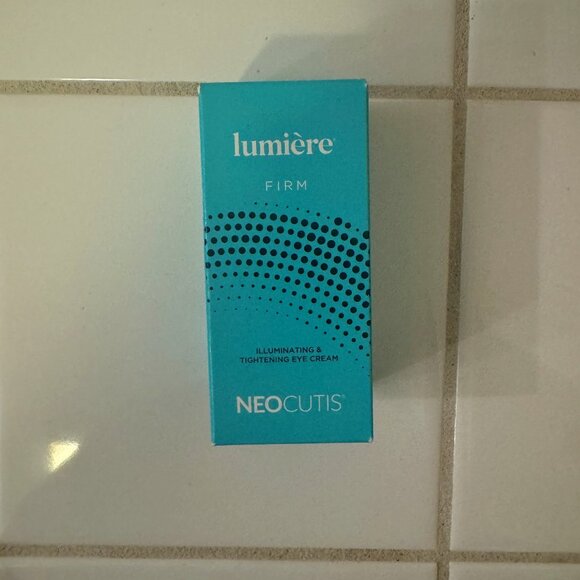 lumière
FIRM
ILLUMINATING &
TIGHTENING EYE CREAM
NEOCUTIS®